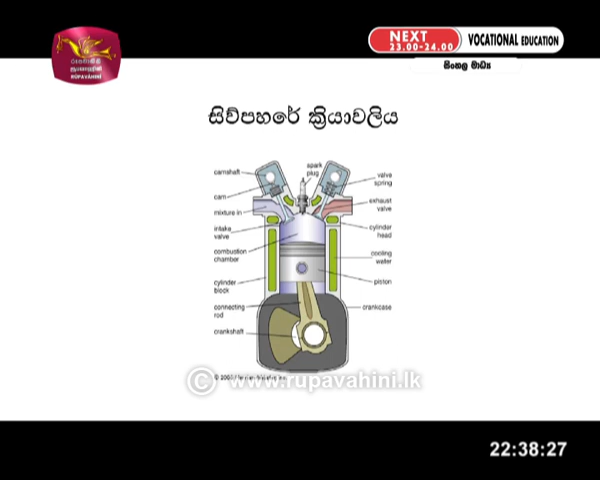 NEXT
23.00-24.00
VOCATIONAL EDUCATION
සිංහල මාධ්‍ය
RUPAVAHINI
සිව්පහරේ ක්‍රියාවලිය
spark
plug
camshaft
valve
spring
cam
exhaust
valve
mixture in
intake
valve
cylinder
head
combustion
chamber
cooling
water
cylinder
block
piston
connecting
rod
crankcase
crankshaft
© www.rupavahini.lk
22:38:27